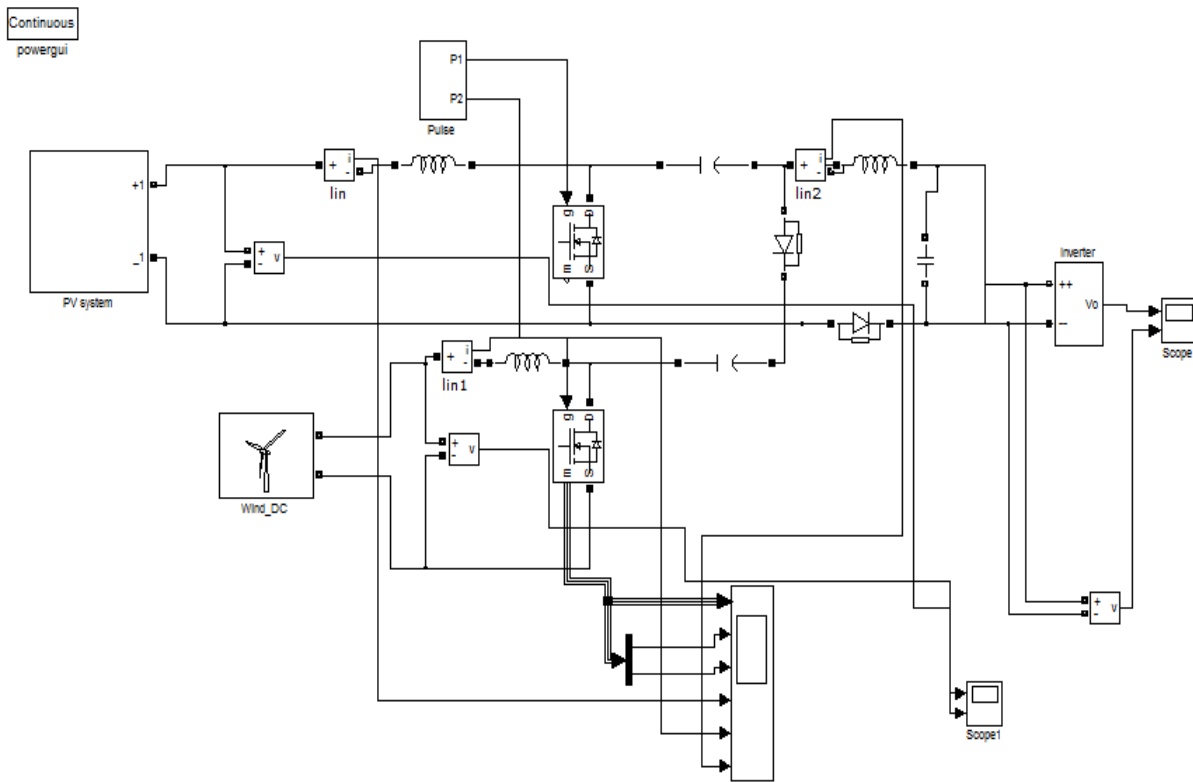 Continuous
powergui
P1
P2
Pulse
+1
_1
PV system
+
i
-
Iin
+
-
v
g
D
m
S
+
i
-
Iin2
Inverter
++
--
Vo
Scope
+
i
-
Iin1
+
-
v
g
D
m
S
Wind_DC
+
-
v
Scope1